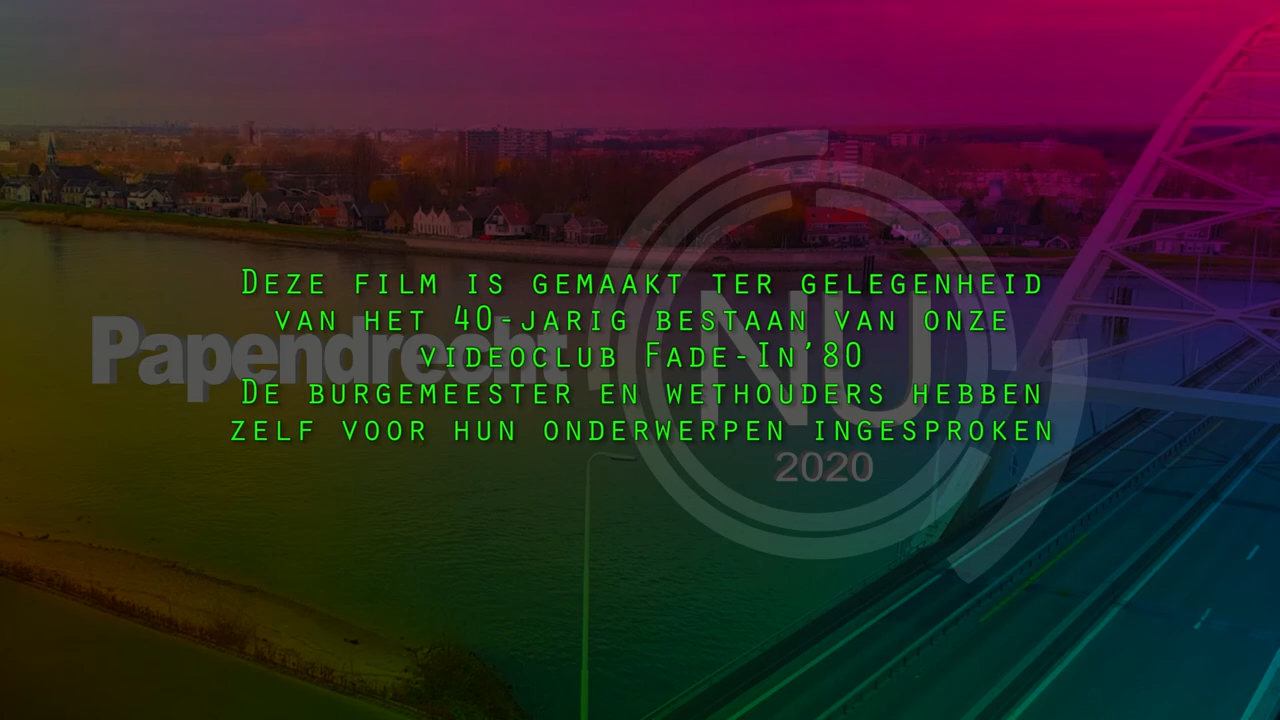 Deze film is gemaakt ter gelegenheid
van het 40-jarig bestaan van onze
videoclub Fade-In'80
De burgemeester en wethouders hebben
zelf voor hun onderwerpen ingesproken
Papendrecht
NU
2020